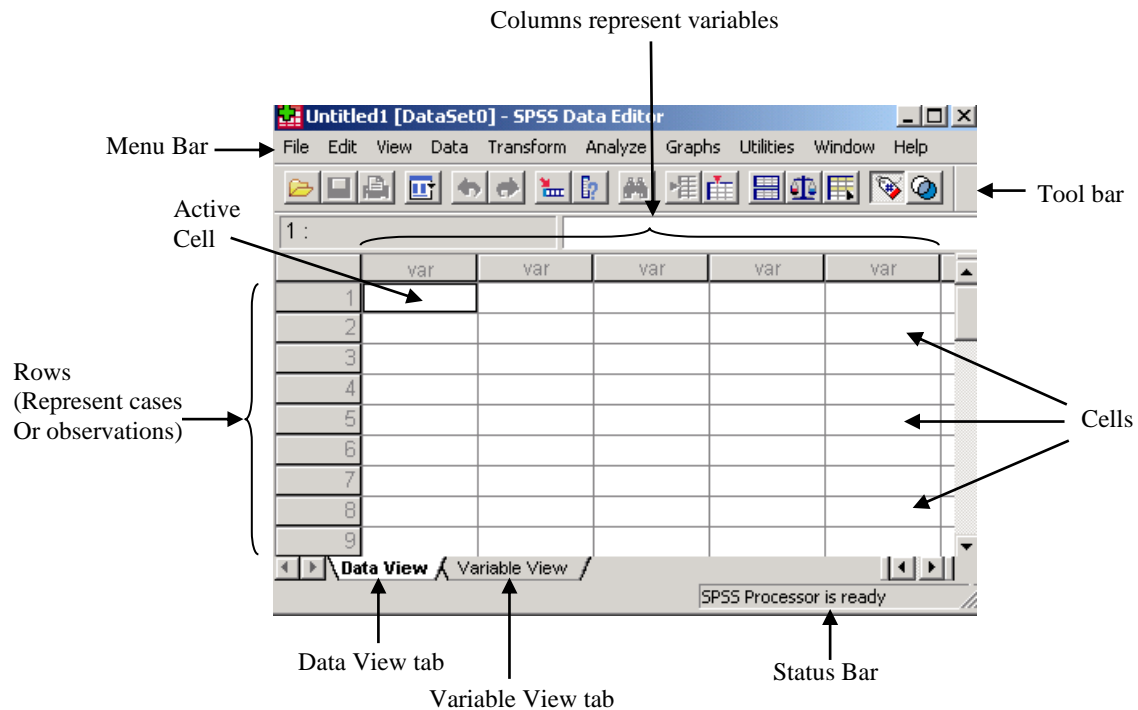 Columns represent variables
Untitled1 [DataSet0] - SPSS Data Editor
Menu Bar
File Edit View Data Transform Analyze Graphs Utilities Window Help
Tool bar
Active
Cell
1 :
var var var var var
1
2
3
4
5
6
7
8
9
Rows
(Represent cases
Or observations)
Cells
Data View Variable View
SPSS Processor is ready
Data View tab
Status Bar
Variable View tab